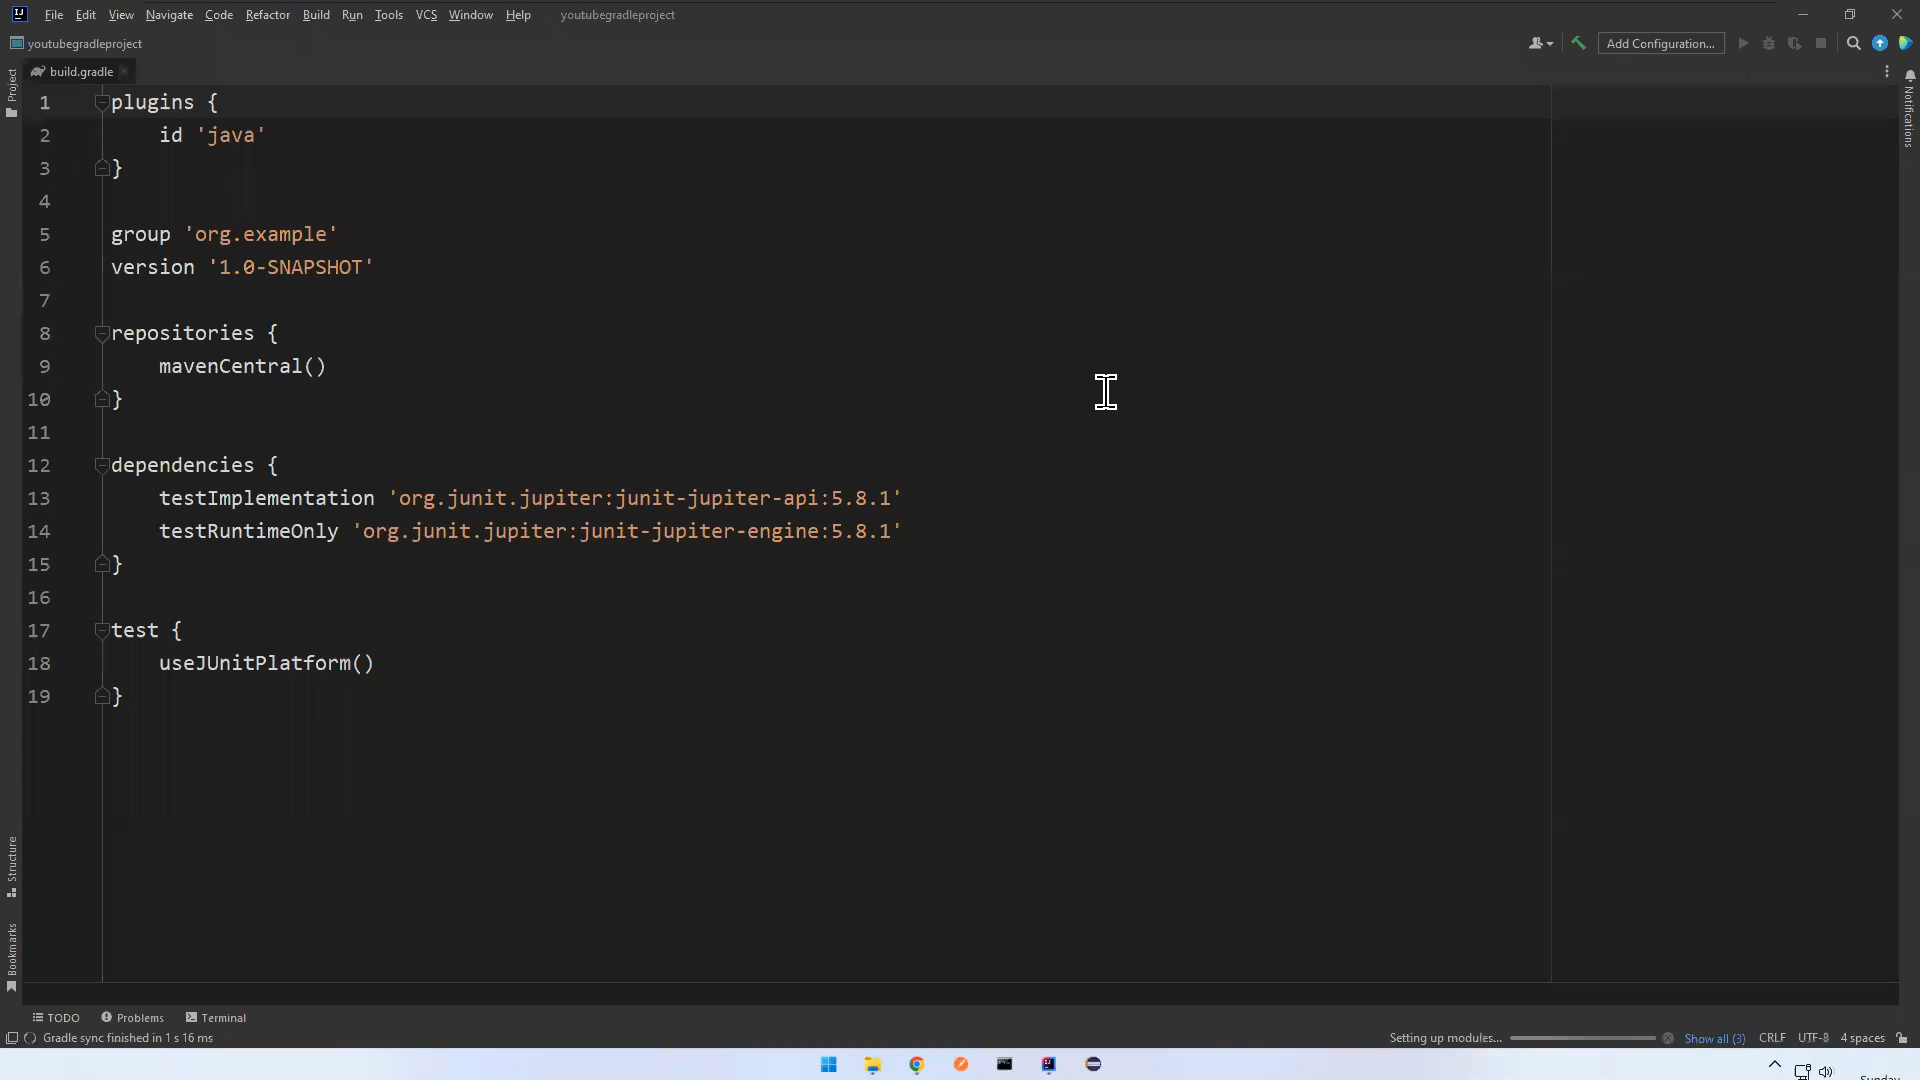 File Edit View Navigate Code Refactor Build Run Tools VCS Window Help youtubegradleproject
youtubegradleproject
Add Configuration...
build.gradle
Project
Notifications
1 plugins {
2 id 'java'
3 }
4
5 group 'org.example'
6 version '1.0-SNAPSHOT'
7
8 repositories {
9 mavenCentral()
10 }
11
12 dependencies {
13 testImplementation 'org.junit.jupiter:junit-jupiter-api:5.8.1'
14 testRuntimeOnly 'org.junit.jupiter:junit-jupiter-engine:5.8.1'
15 }
16
17 test {
18 useJUnitPlatform()
19 }
Structure
Bookmarks
TODO Problems Terminal
Gradle sync finished in 1 s 16 ms
Setting up modules... Show all (3) CRLF UTF-8 4 spaces
Sunday